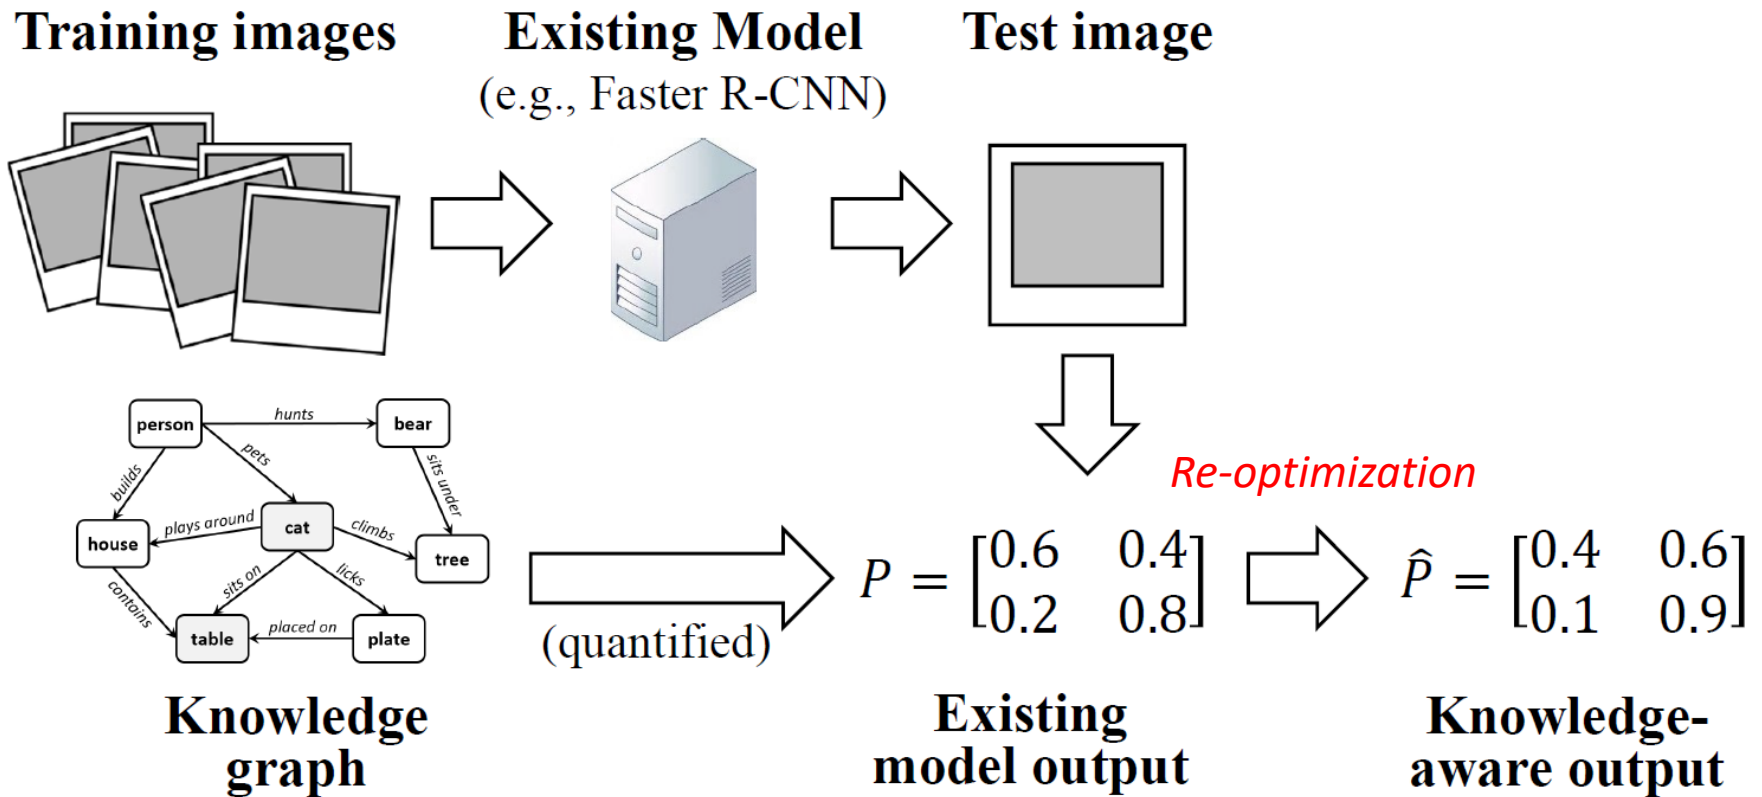 Training images
Existing Model
(e.g., Faster R-CNN)
Test image
person
hunts
bear
pets
builds
sits under
house
plays around
cat
climbs
tree
contains
sits on
licks
table
placed on
plate
Knowledge
graph
(quantified)
Re-optimization
P = [0.6 0.4
0.2 0.8]
P̂ = [0.4 0.6
0.1 0.9]
Existing
model output
Knowledge-
aware output